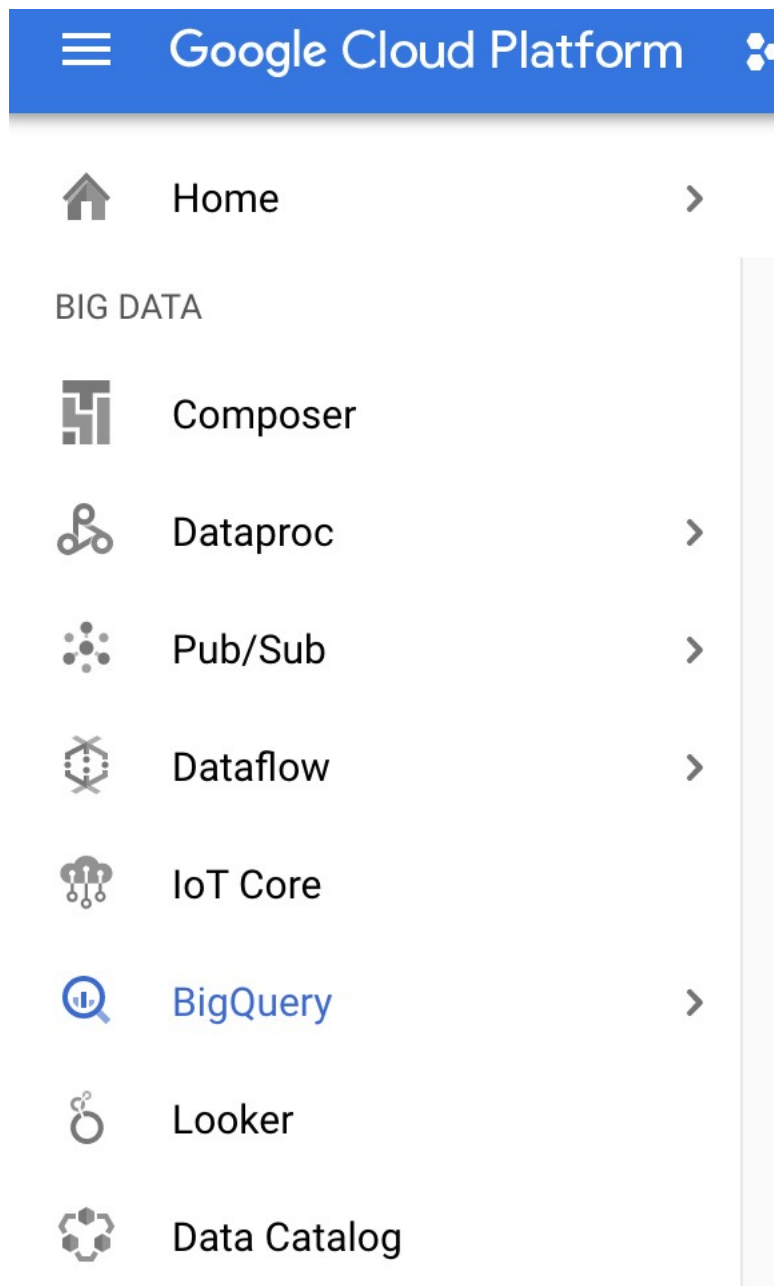 Google Cloud Platform
Home
BIG DATA
Composer
Dataproc
Pub/Sub
Dataflow
IoT Core
BigQuery
Looker
Data Catalog